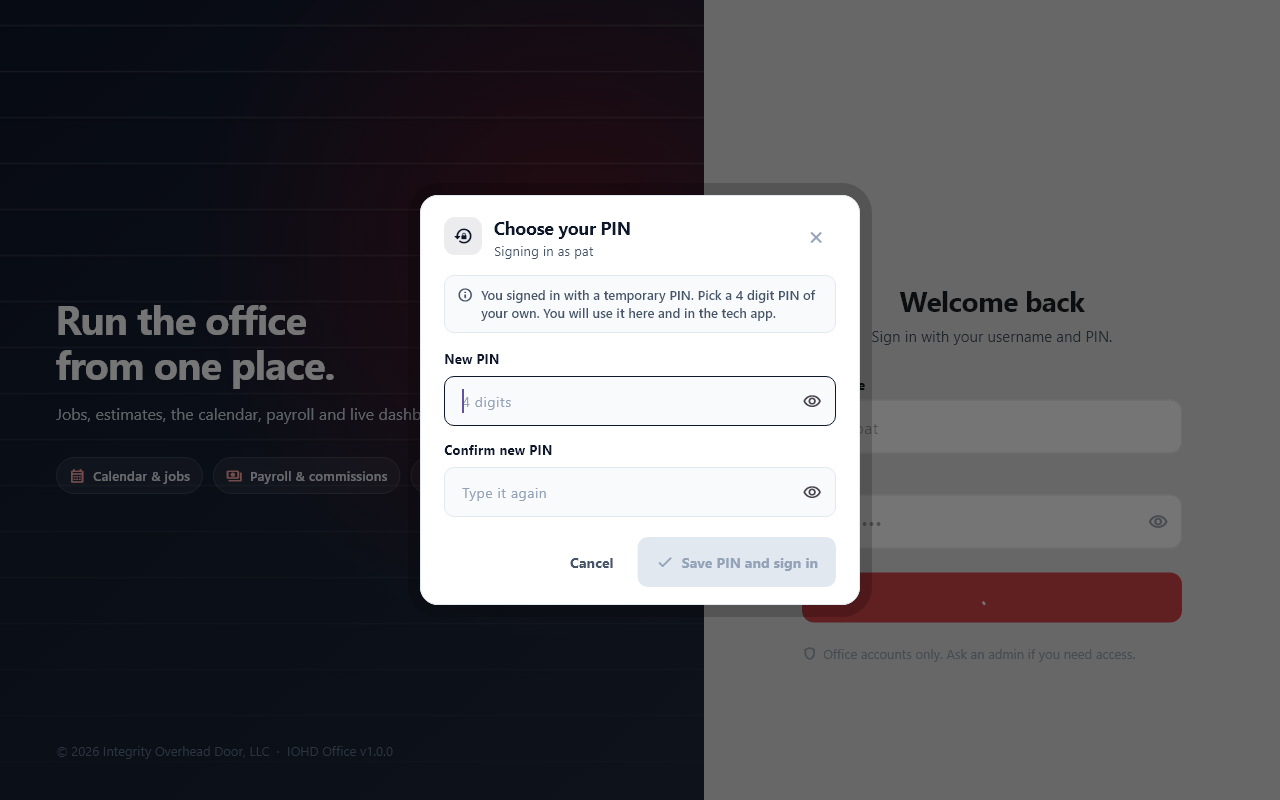 Run the office
from one place.
Jobs, estimates, the calendar, payroll and live dashb
Calendar & jobs
Payroll & commissions
© 2026 Integrity Overhead Door, LLC · IOHD Office v1.0.0
Choose your PIN
Signing in as pat
You signed in with a temporary PIN. Pick a 4 digit PIN of
your own. You will use it here and in the tech app.
New PIN
4 digits
Confirm new PIN
Type it again
Cancel
Save PIN and sign in
Welcome back
Sign in with your username and PIN.
e
pat
Office accounts only. Ask an admin if you need access.